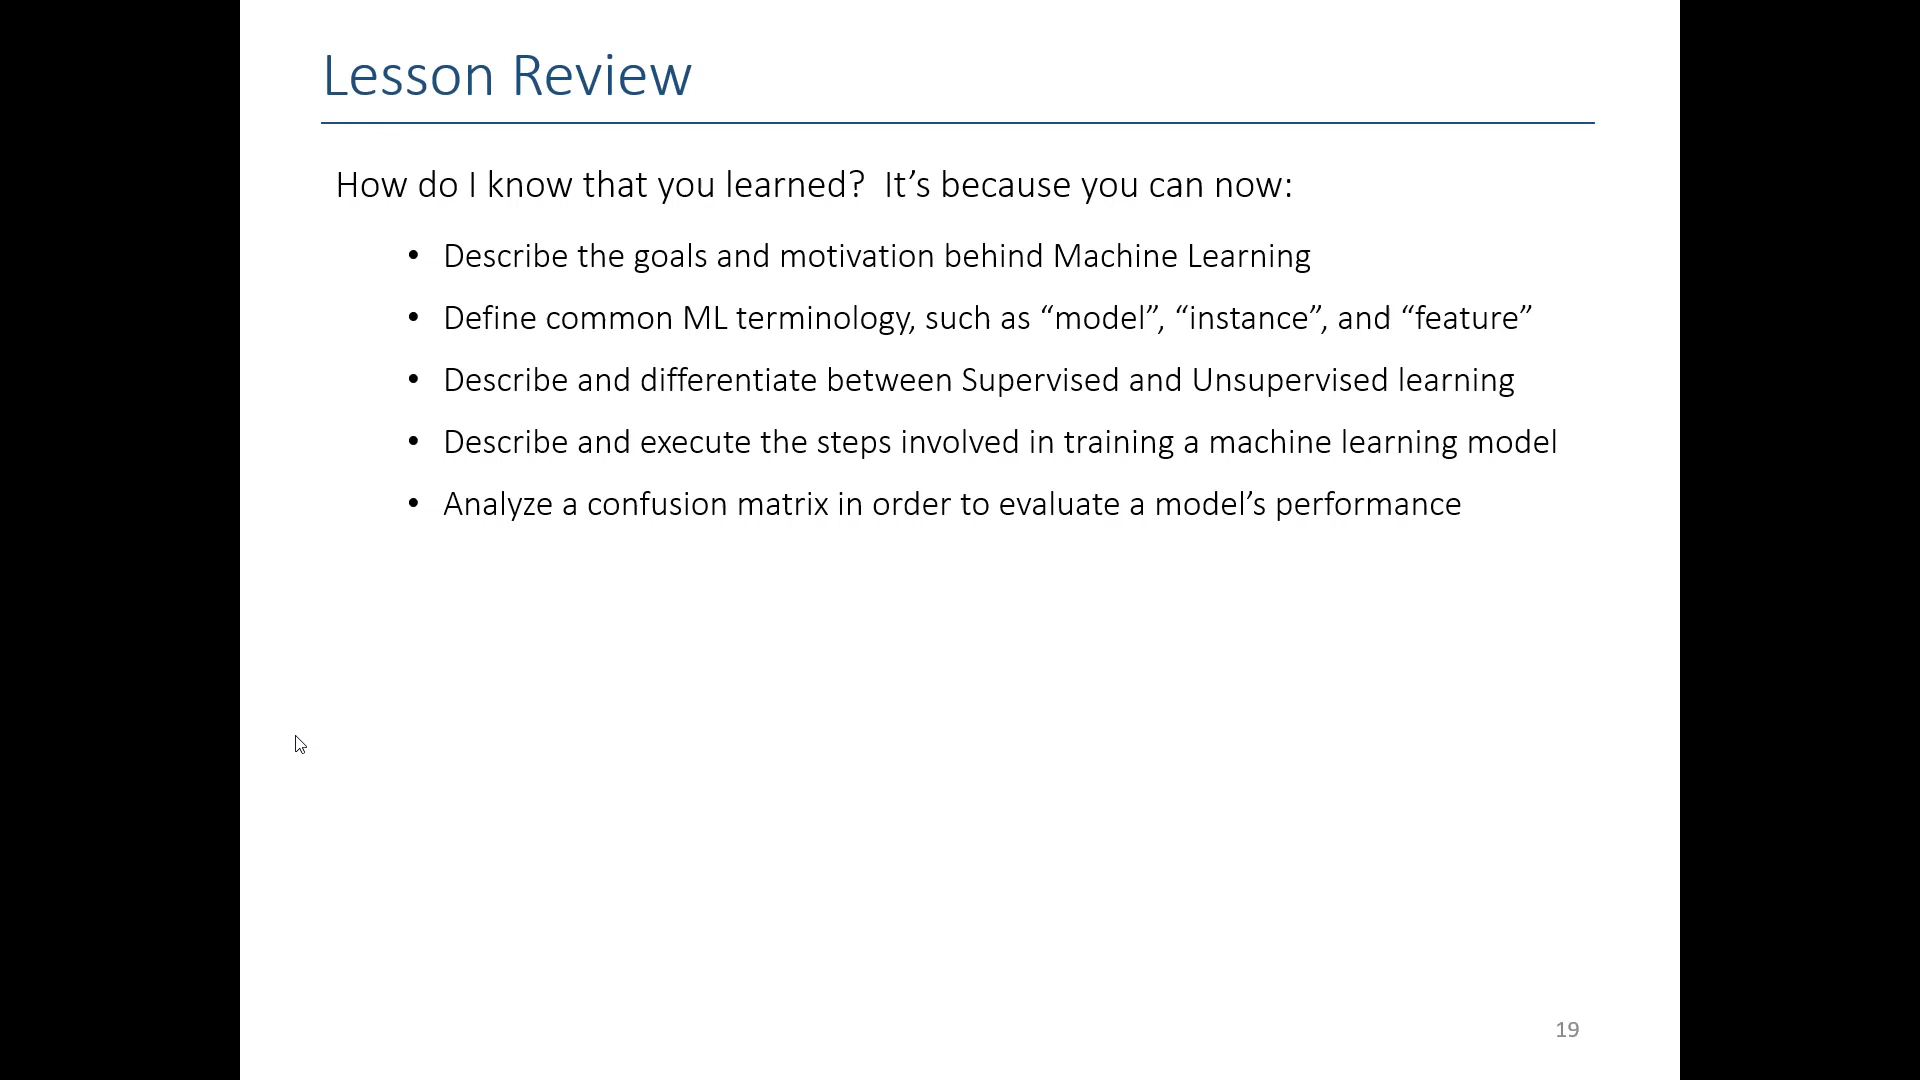 Lesson Review
How do I know that you learned?  It’s because you can now:
• Describe the goals and motivation behind Machine Learning
• Define common ML terminology, such as “model”, “instance”, and “feature”
• Describe and differentiate between Supervised and Unsupervised learning
• Describe and execute the steps involved in training a machine learning model
• Analyze a confusion matrix in order to evaluate a model’s performance
19